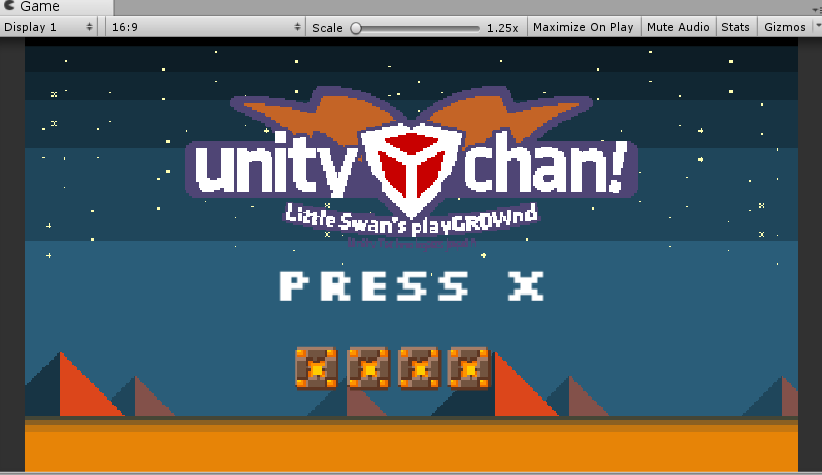 Game
Display 1 16:9 Scale 1.25x Maximize On Play Mute Audio Stats Gizmos
unity chan!
Little Swan's playGROWnd
PRESS X